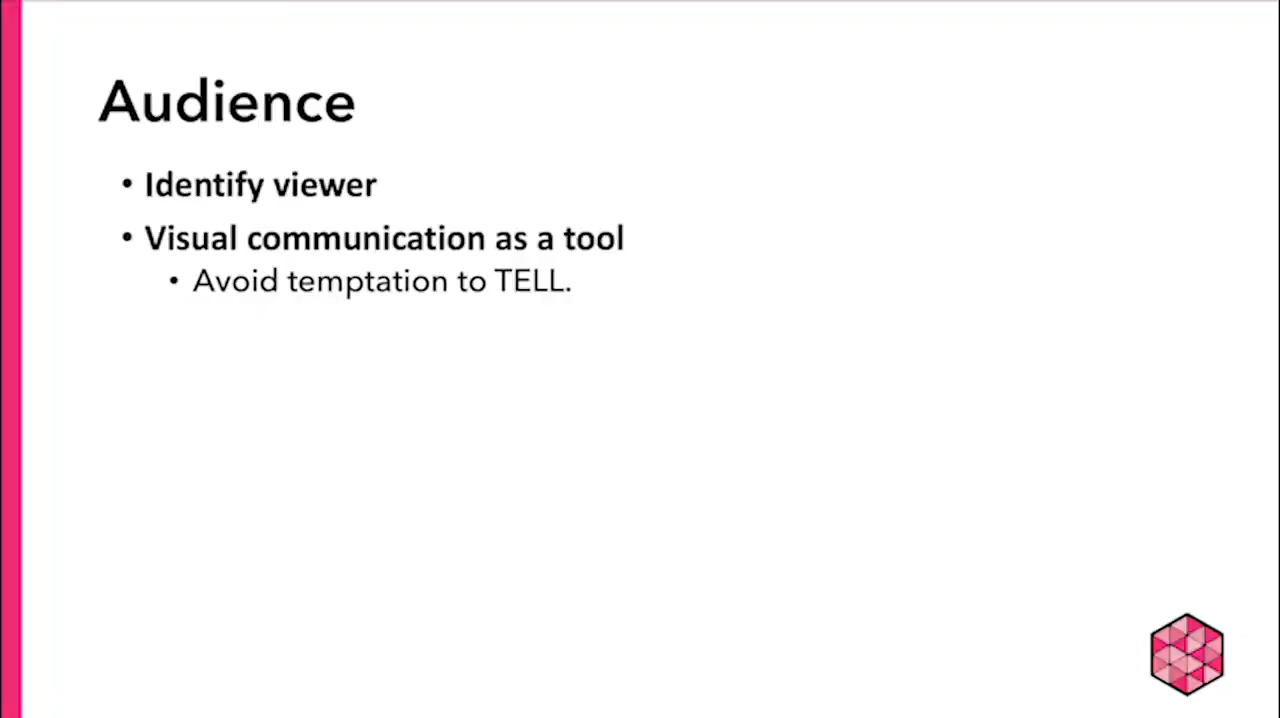 Audience
• Identify viewer
• Visual communication as a tool
• Avoid temptation to TELL.